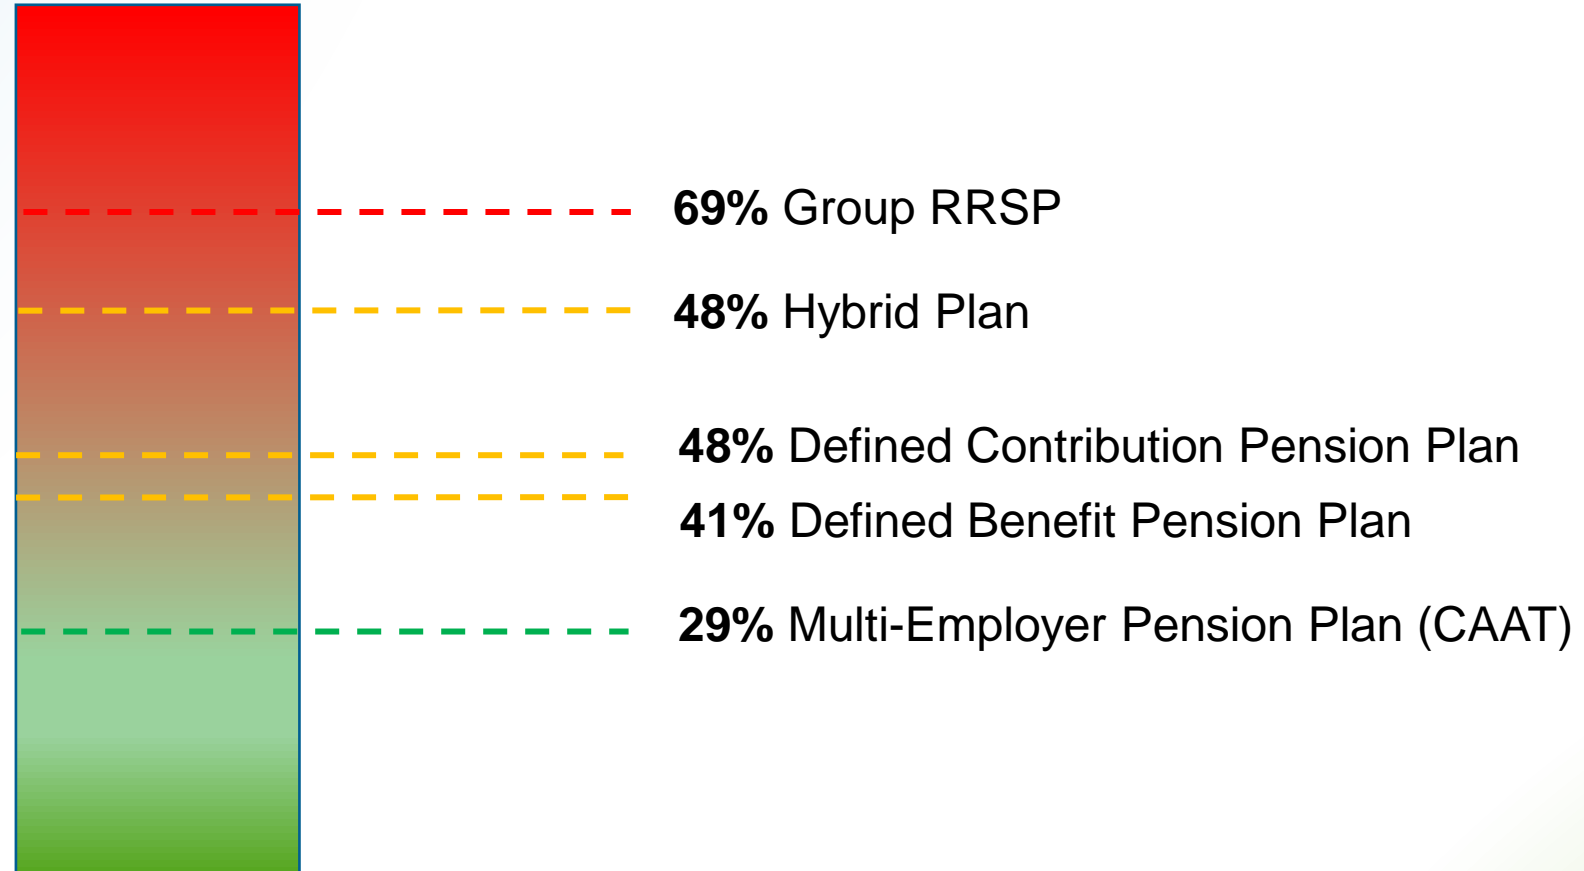 69% Group RRSP
48% Hybrid Plan
48% Defined Contribution Pension Plan
41% Defined Benefit Pension Plan
29% Multi-Employer Pension Plan (CAAT)